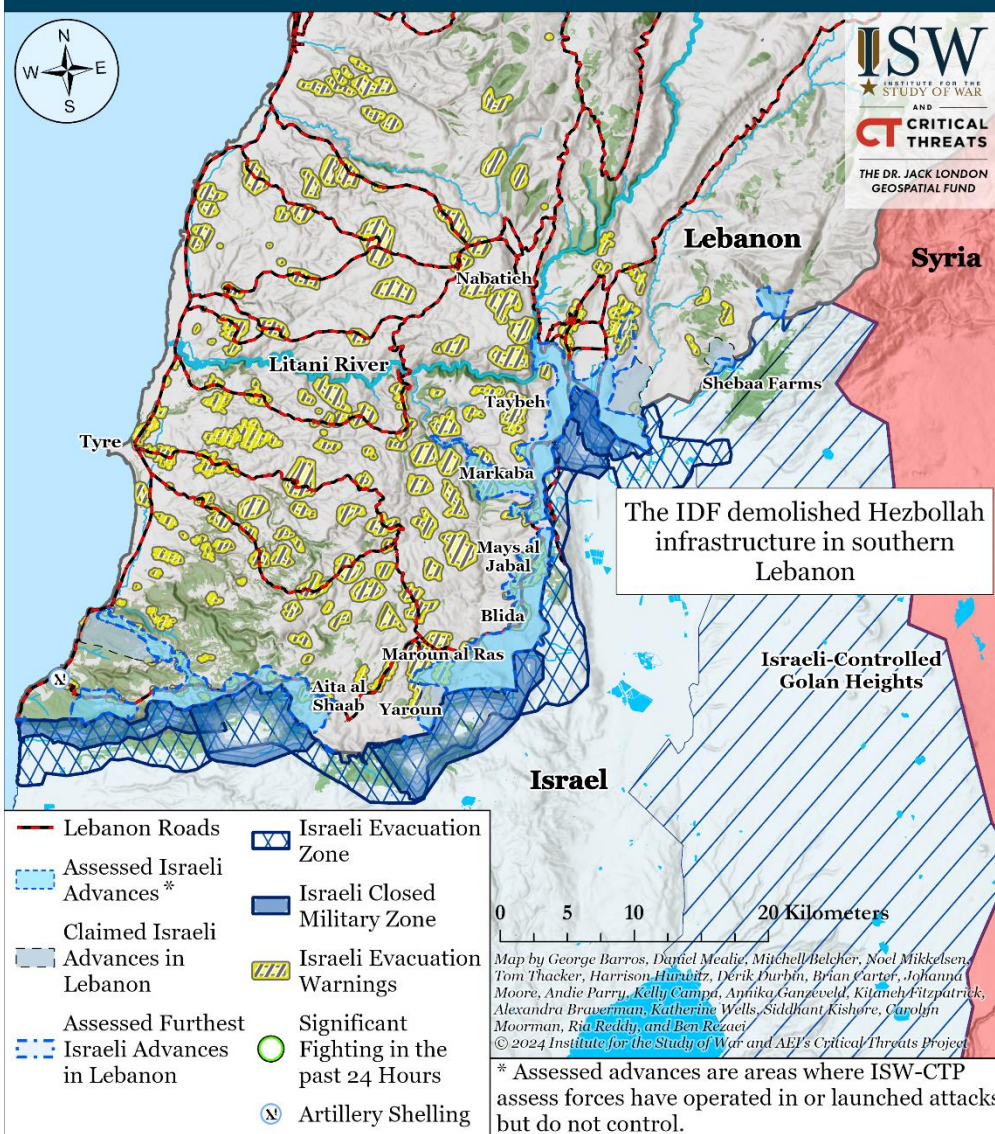 N
W
E
S
ISW
INSTITUTE FOR THE
STUDY OF WAR
AND
CT CRITICAL
THREATS
THE DR. JACK LONDON
GEOSPATIAL FUND
Lebanon
Syria
Nabatieh
Litani River
Shebaa Farms
Taybeh
Tyre
Markaba
The IDF demolished Hezbollah
infrastructure in southern
Lebanon
Mays al
Jabal
Blida
Maroun al Ras
Israeli-Controlled
Golan Heights
Aita al
Shaab
Yaroun
Israel
Lebanon Roads
Assessed Israeli
Advances *
Claimed Israeli
Advances in
Lebanon
Assessed Furthest
Israeli Advances
in Lebanon
Israeli Evacuation
Zone
Israeli Closed
Military Zone
Israeli Evacuation
Warnings
Significant
Fighting in the
past 24 Hours
Artillery Shelling
0 5 10 20 Kilometers
Map by George Barros, Daniel Mealie, Mitchell Belcher, Noel Mikkelsen,
Tom Thacker, Harrison Hurwitz, Derik Durbin, Brian Carter, Johanna
Moore, Andie Parry, Kelly Campa, Annika Ganzeveld, Kitaneh Fitzpatrick,
Alexandra Braverman, Katherine Wells, Siddhant Kishore, Carolyn
Moorman, Ria Reddy, and Ben Rezaei
© 2024 Institute for the Study of War and AEI's Critical Threats Project
* Assessed advances are areas where ISW-CTP
assess forces have operated in or launched attacks
but do not control.